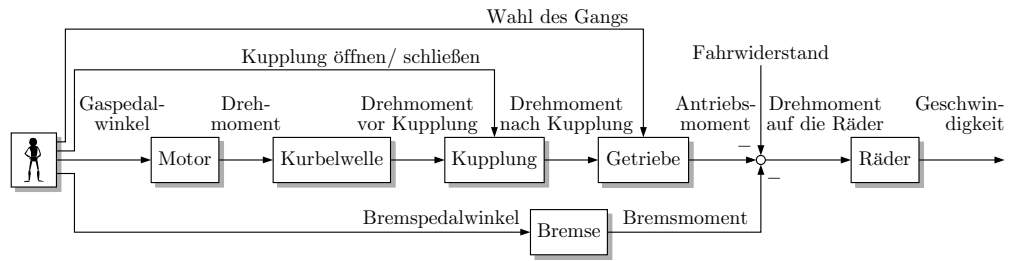 Wahl des Gangs
Kupplung öffnen/ schließen
Fahrwiderstand
Gaspedal-
winkel
Dreh-
moment
Drehmoment
vor Kupplung
Drehmoment
nach Kupplung
Antriebs-
moment
Drehmoment
auf die Räder
Geschwin-
digkeit
Motor
Kurbelwelle
Kupplung
Getriebe
−
−
Räder
Bremspedalwinkel
Bremse
Bremsmoment